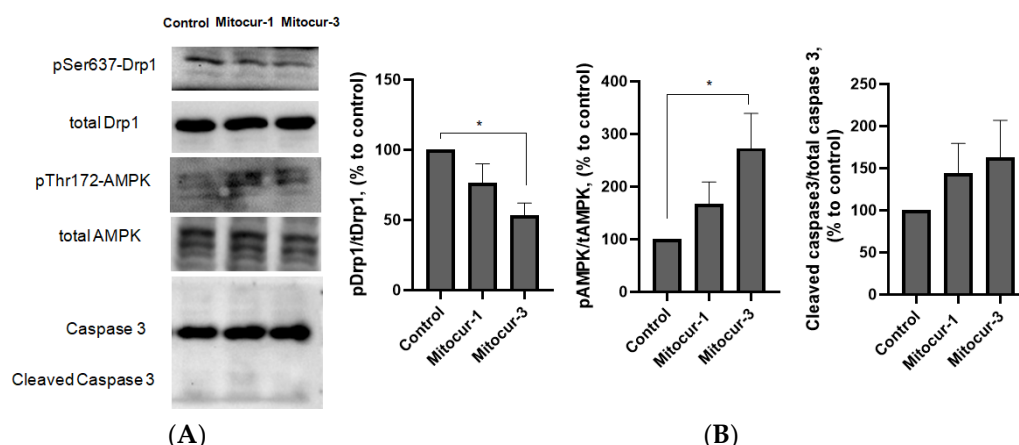 Control Mitocur-1 Mitocur-3
pSer637-Drp1
total Drp1
pThr172-AMPK
total AMPK
Caspase 3
Cleaved Caspase 3
(A)
pDrp1/tDrp1, (% to control)
150
100
50
0
*
Control
Mitocur-1
Mitocur-3
pAMPK/tAMPK, (% to control)
400
300
200
100
0
*
Control
Mitocur-1
Mitocur-3
Cleaved caspase3/total caspase 3,
(% to control)
250
200
150
100
50
0
Control
Mitocur-1
Mitocur-3
(B)